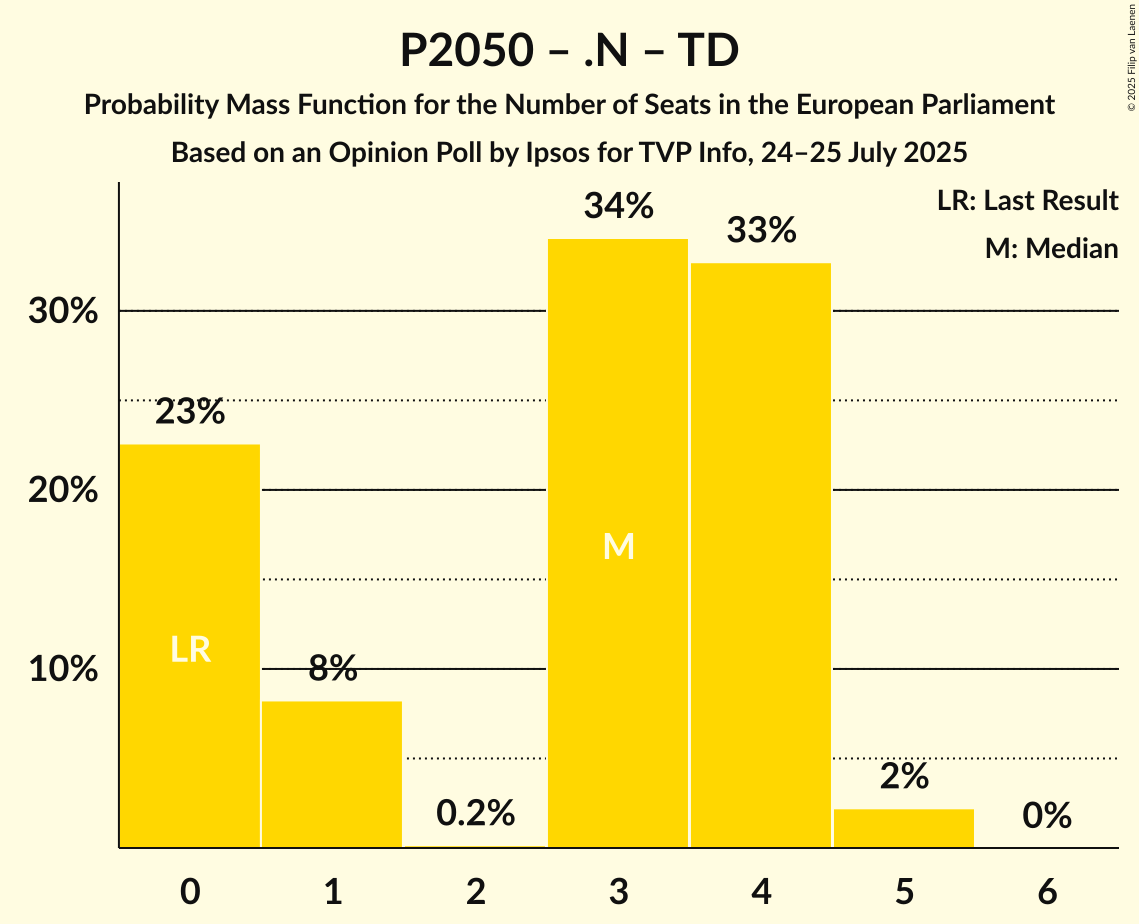 P2050 – .N – TD
Probability Mass Function for the Number of Seats in the European Parliament
Based on an Opinion Poll by Ipsos for TVP Info, 24–25 July 2025
© 2025 Filip van Laenen
LR: Last Result
M: Median
34%
33%
30%
23%
20%
M
LR
10%
8%
2%
0.2%
0%
0 1 2 3 4 5 6